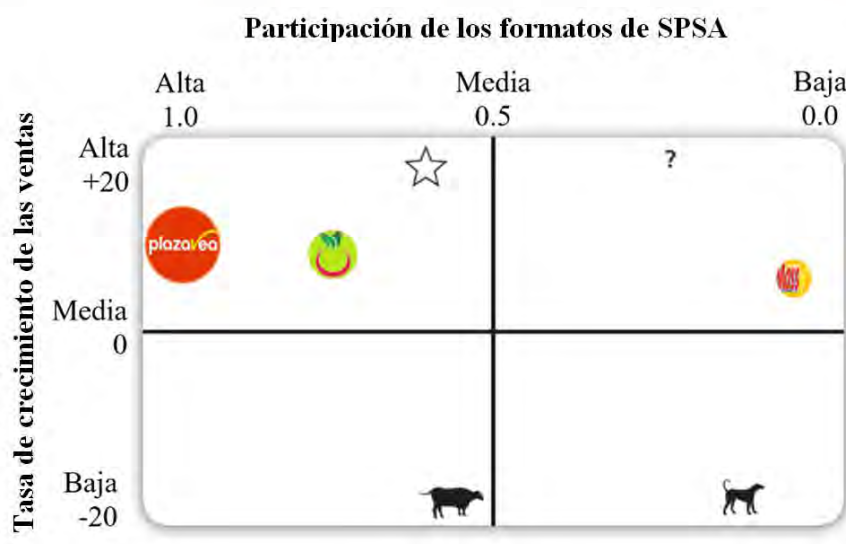 Participación de los formatos de SPSA
Alta
1.0
Media
0.5
Baja
0.0
Tasa de crecimiento de las ventas
Alta
+20
?
plazavea
Mass
Media
0
Baja
-20